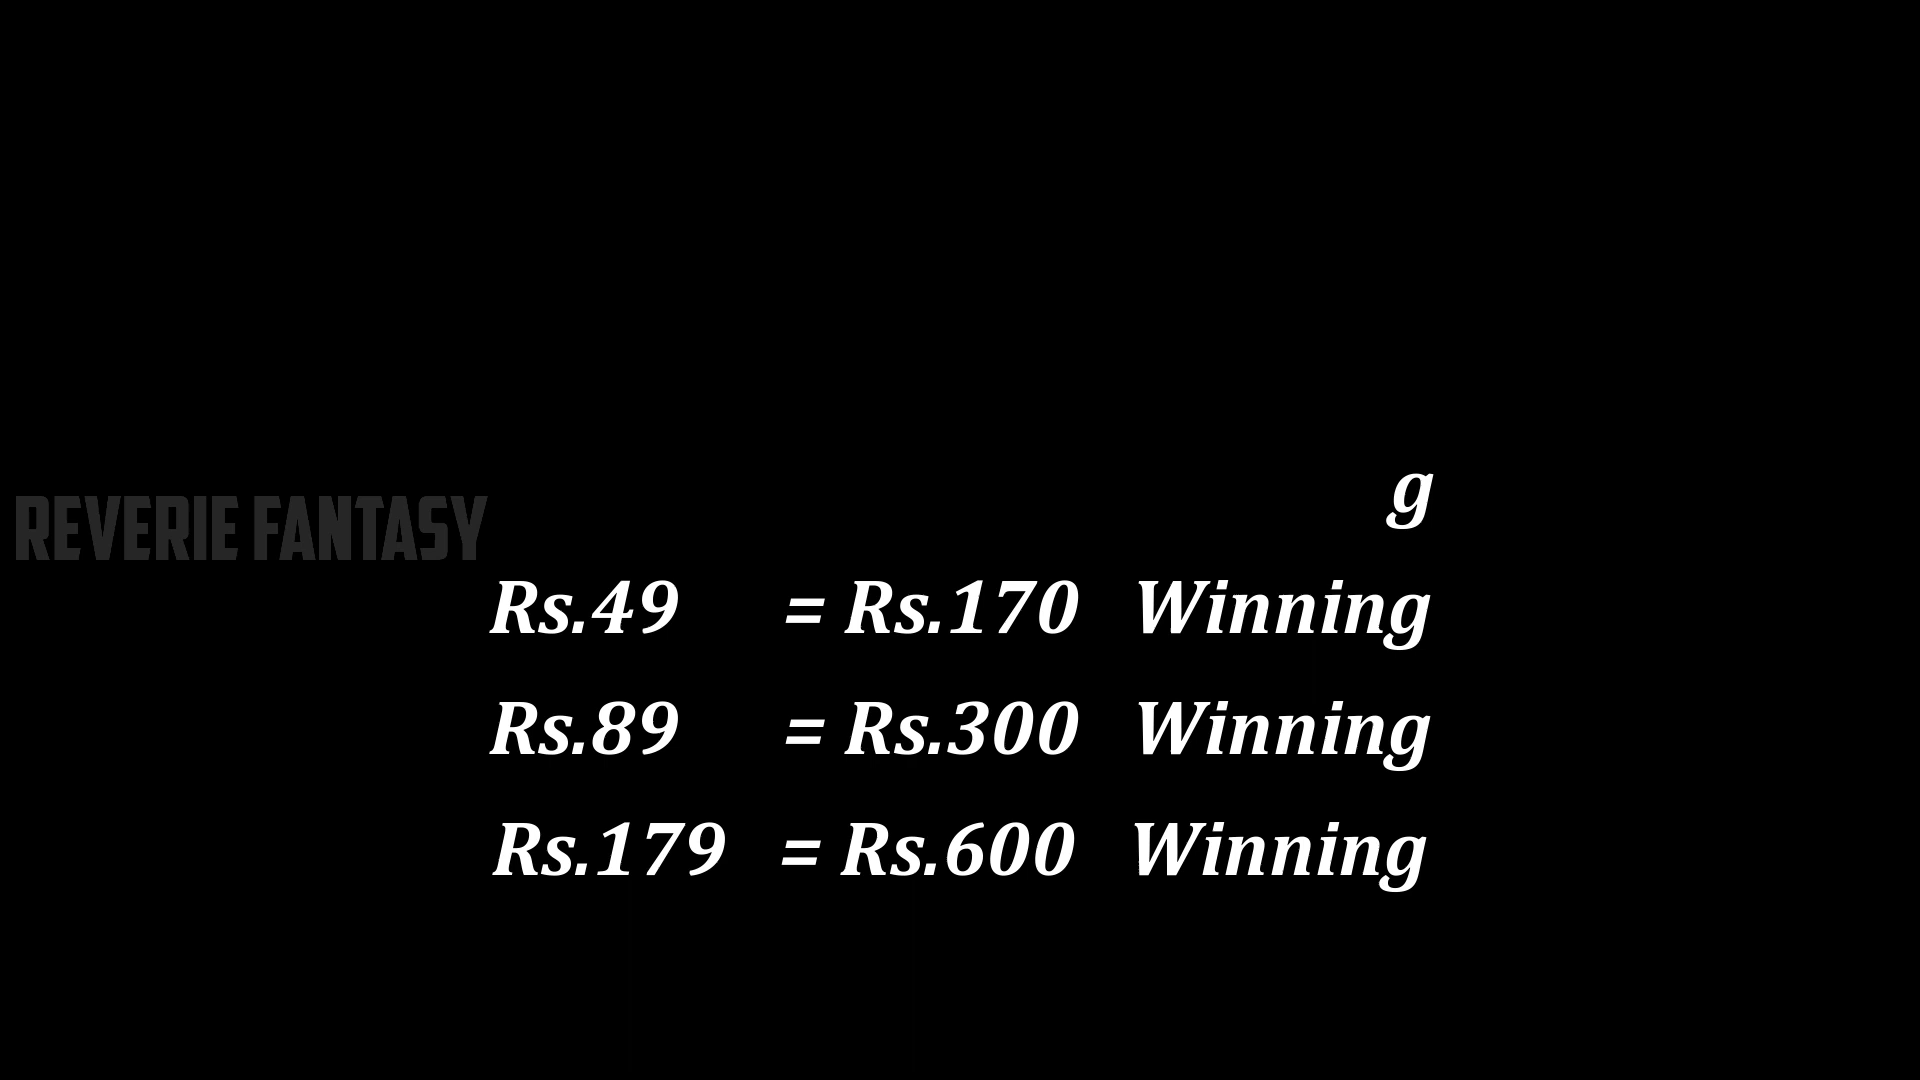 g
REVERIE FANTASY
Rs.49 = Rs.170 Winning
Rs.89 = Rs.300 Winning
Rs.179 = Rs.600 Winning